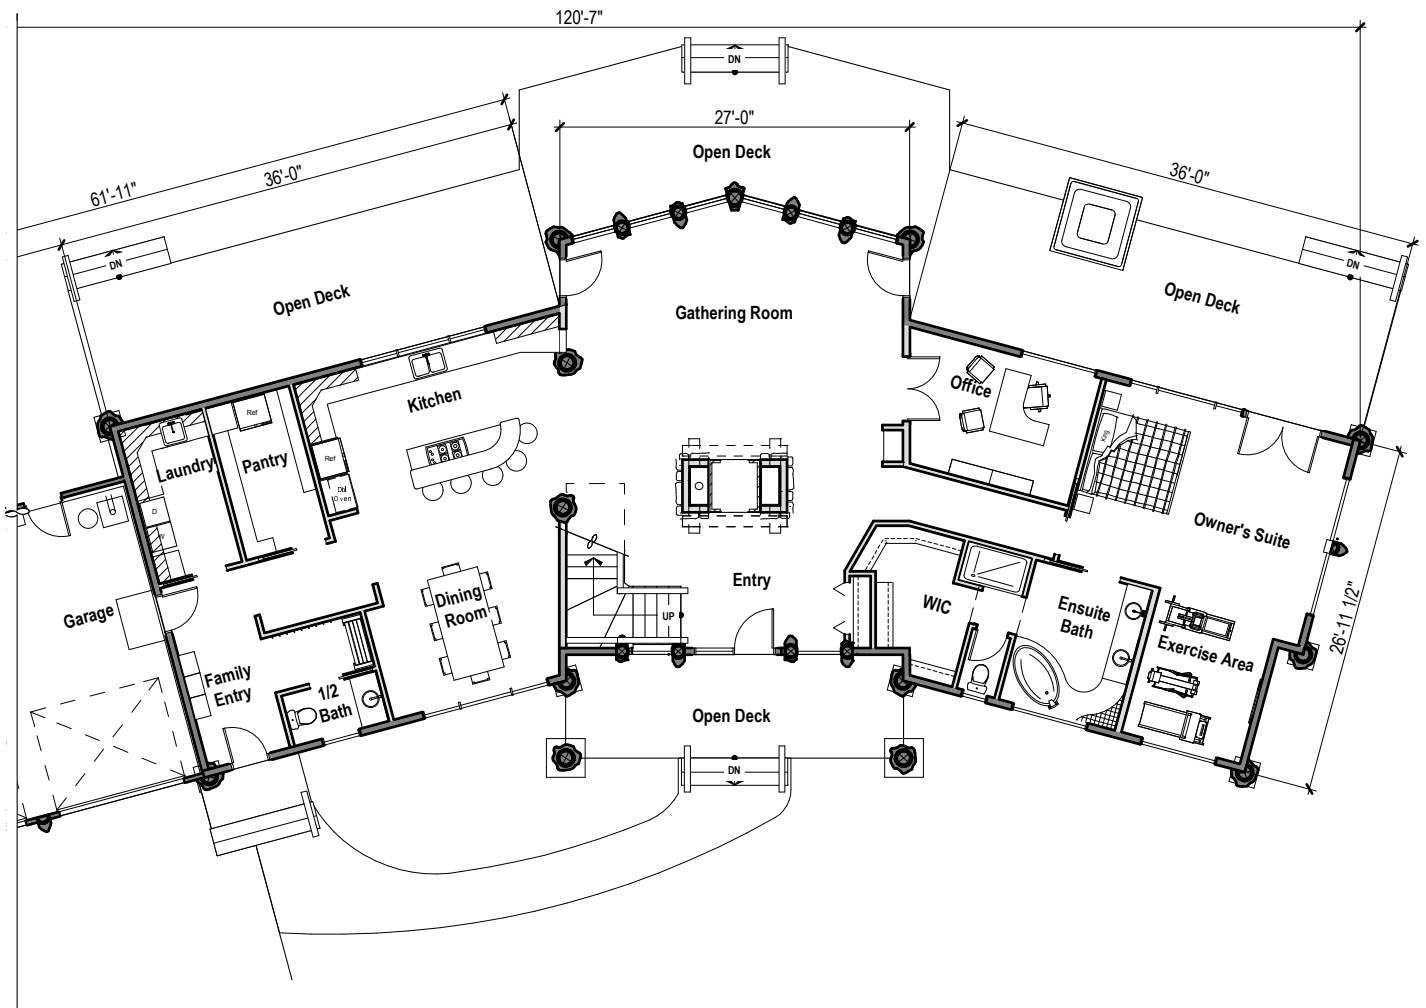 120'-7"
DN
27'-0"
Open Deck
61'-11"
36'-0"
36'-0"
DN
DN
Open Deck
Open Deck
Gathering Room
Office
Kitchen
Ref
King
Laundry
Pantry
Ref
Dbl
Oven
D
W
Owner's Suite
26'-11 1/2"
Entry
Garage
Dining
Room
UP
WIC
Ensuite
Bath
Exercise Area
Family
Entry
1/2
Bath
Open Deck
DN